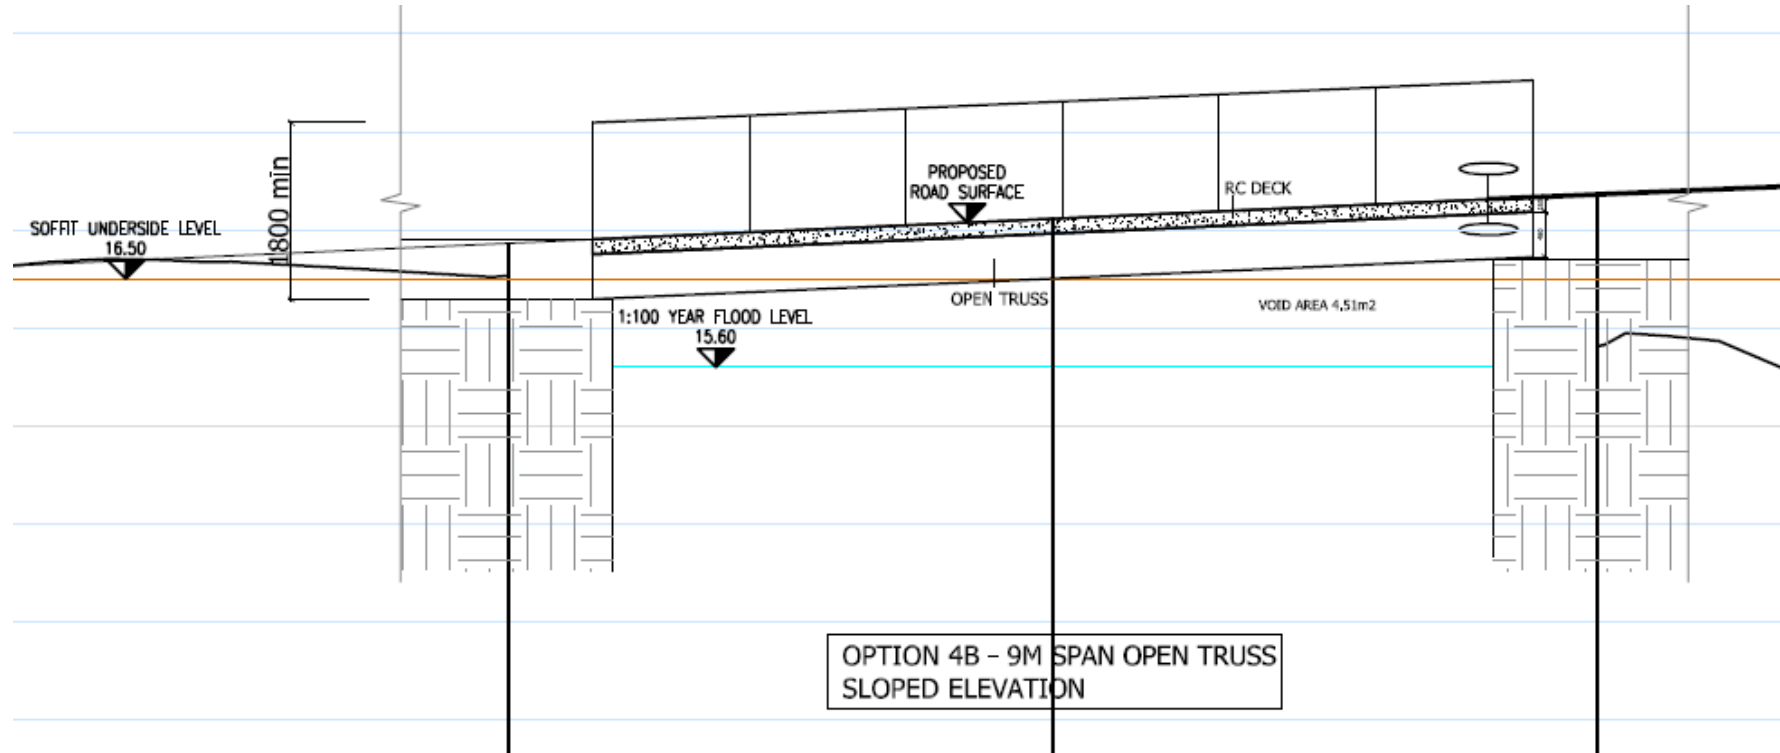 1800 min
SOFFIT UNDERSIDE LEVEL
16.50
PROPOSED
ROAD SURFACE
RC DECK
OPEN TRUSS
VOID AREA 4,51m2
1:100 YEAR FLOOD LEVEL
15.60
OPTION 4B - 9M SPAN OPEN TRUSS
SLOPED ELEVATION